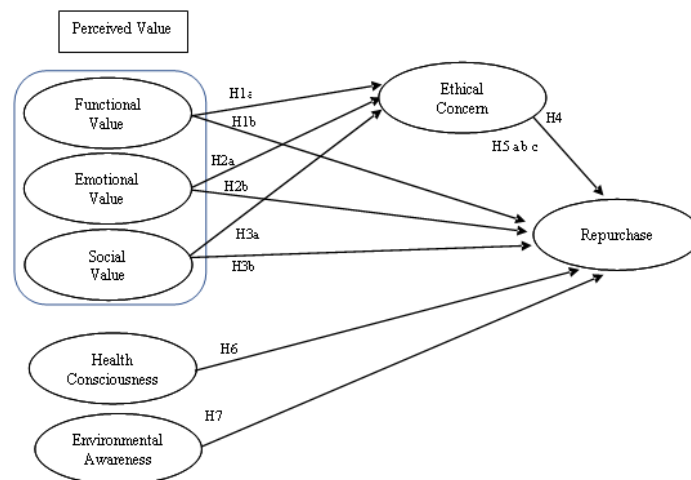 Perceived Value
Functional
Value
Emotional
Value
Social
Value
Health
Consciousness
Environmental
Awareness
H1a
H1b
H2a
H2b
H3a
H3b
H6
H7
Ethical
Concern
H4
H5 ab c
Repurchase